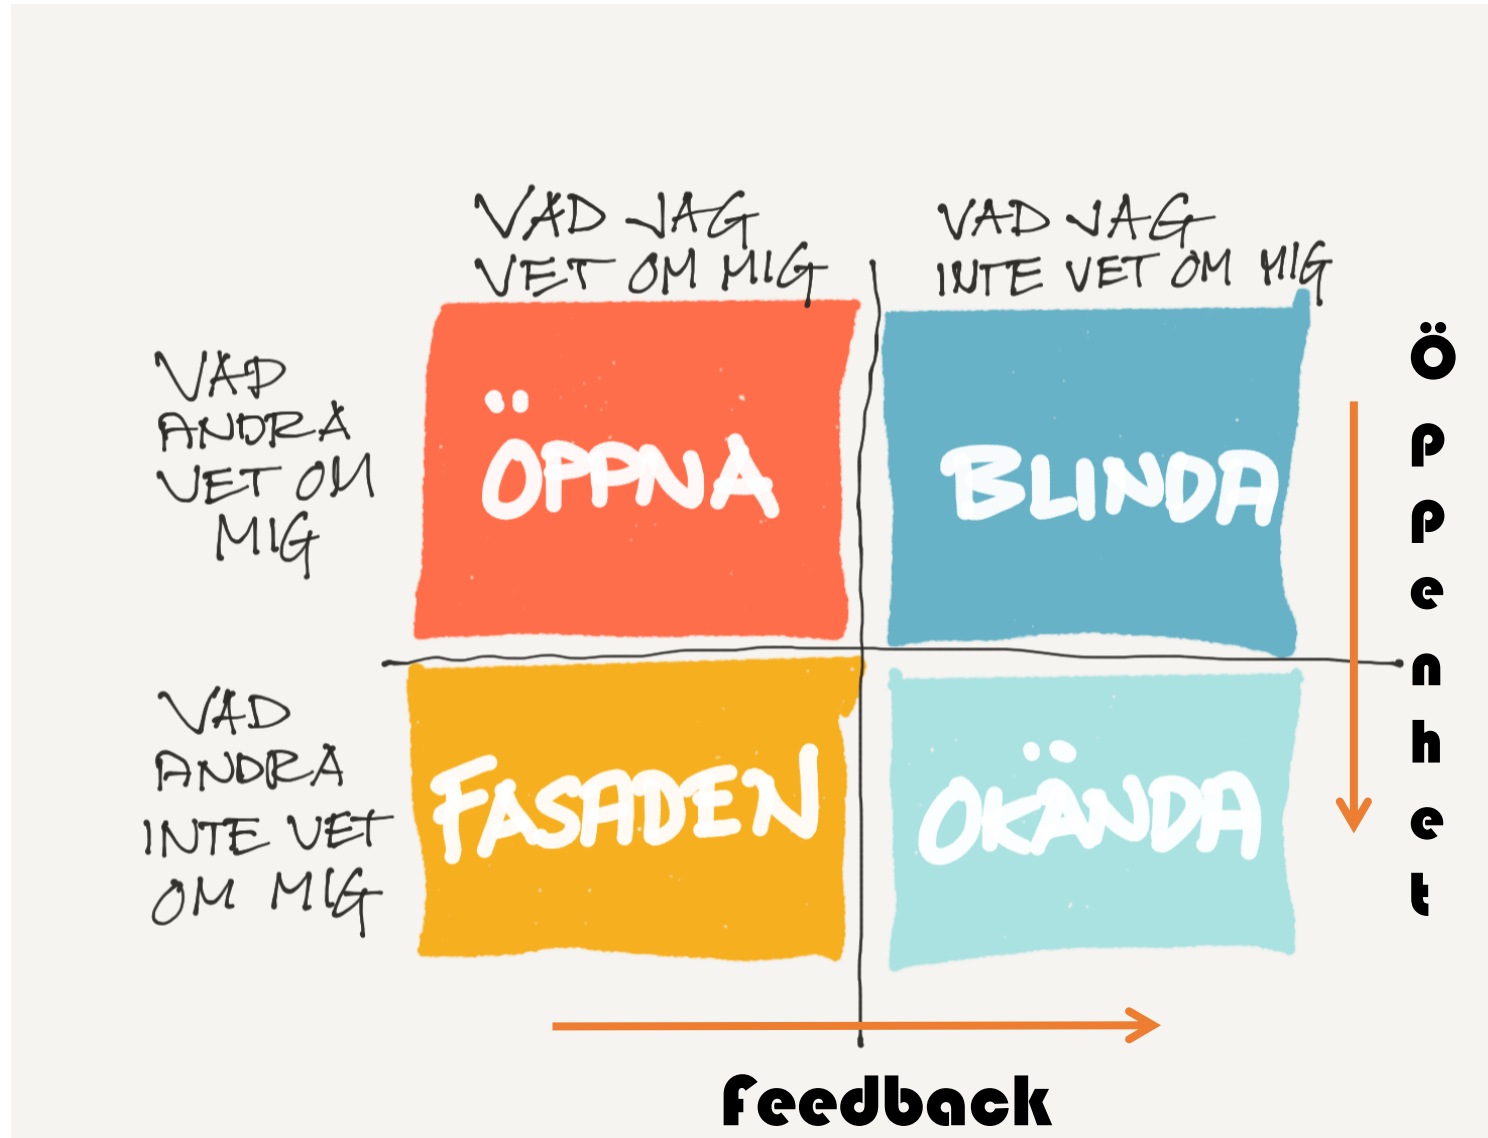 VAD JAG
VET OM MIG
VAD JAG
INTE VET OM MIG
VAD
ANDRA
VET OM
MIG
ÖPPNA
BLINDA
VAD
ANDRA
INTE VET
OM MIG
FASADEN
OKÄNDA
Öppenhet
Feedback